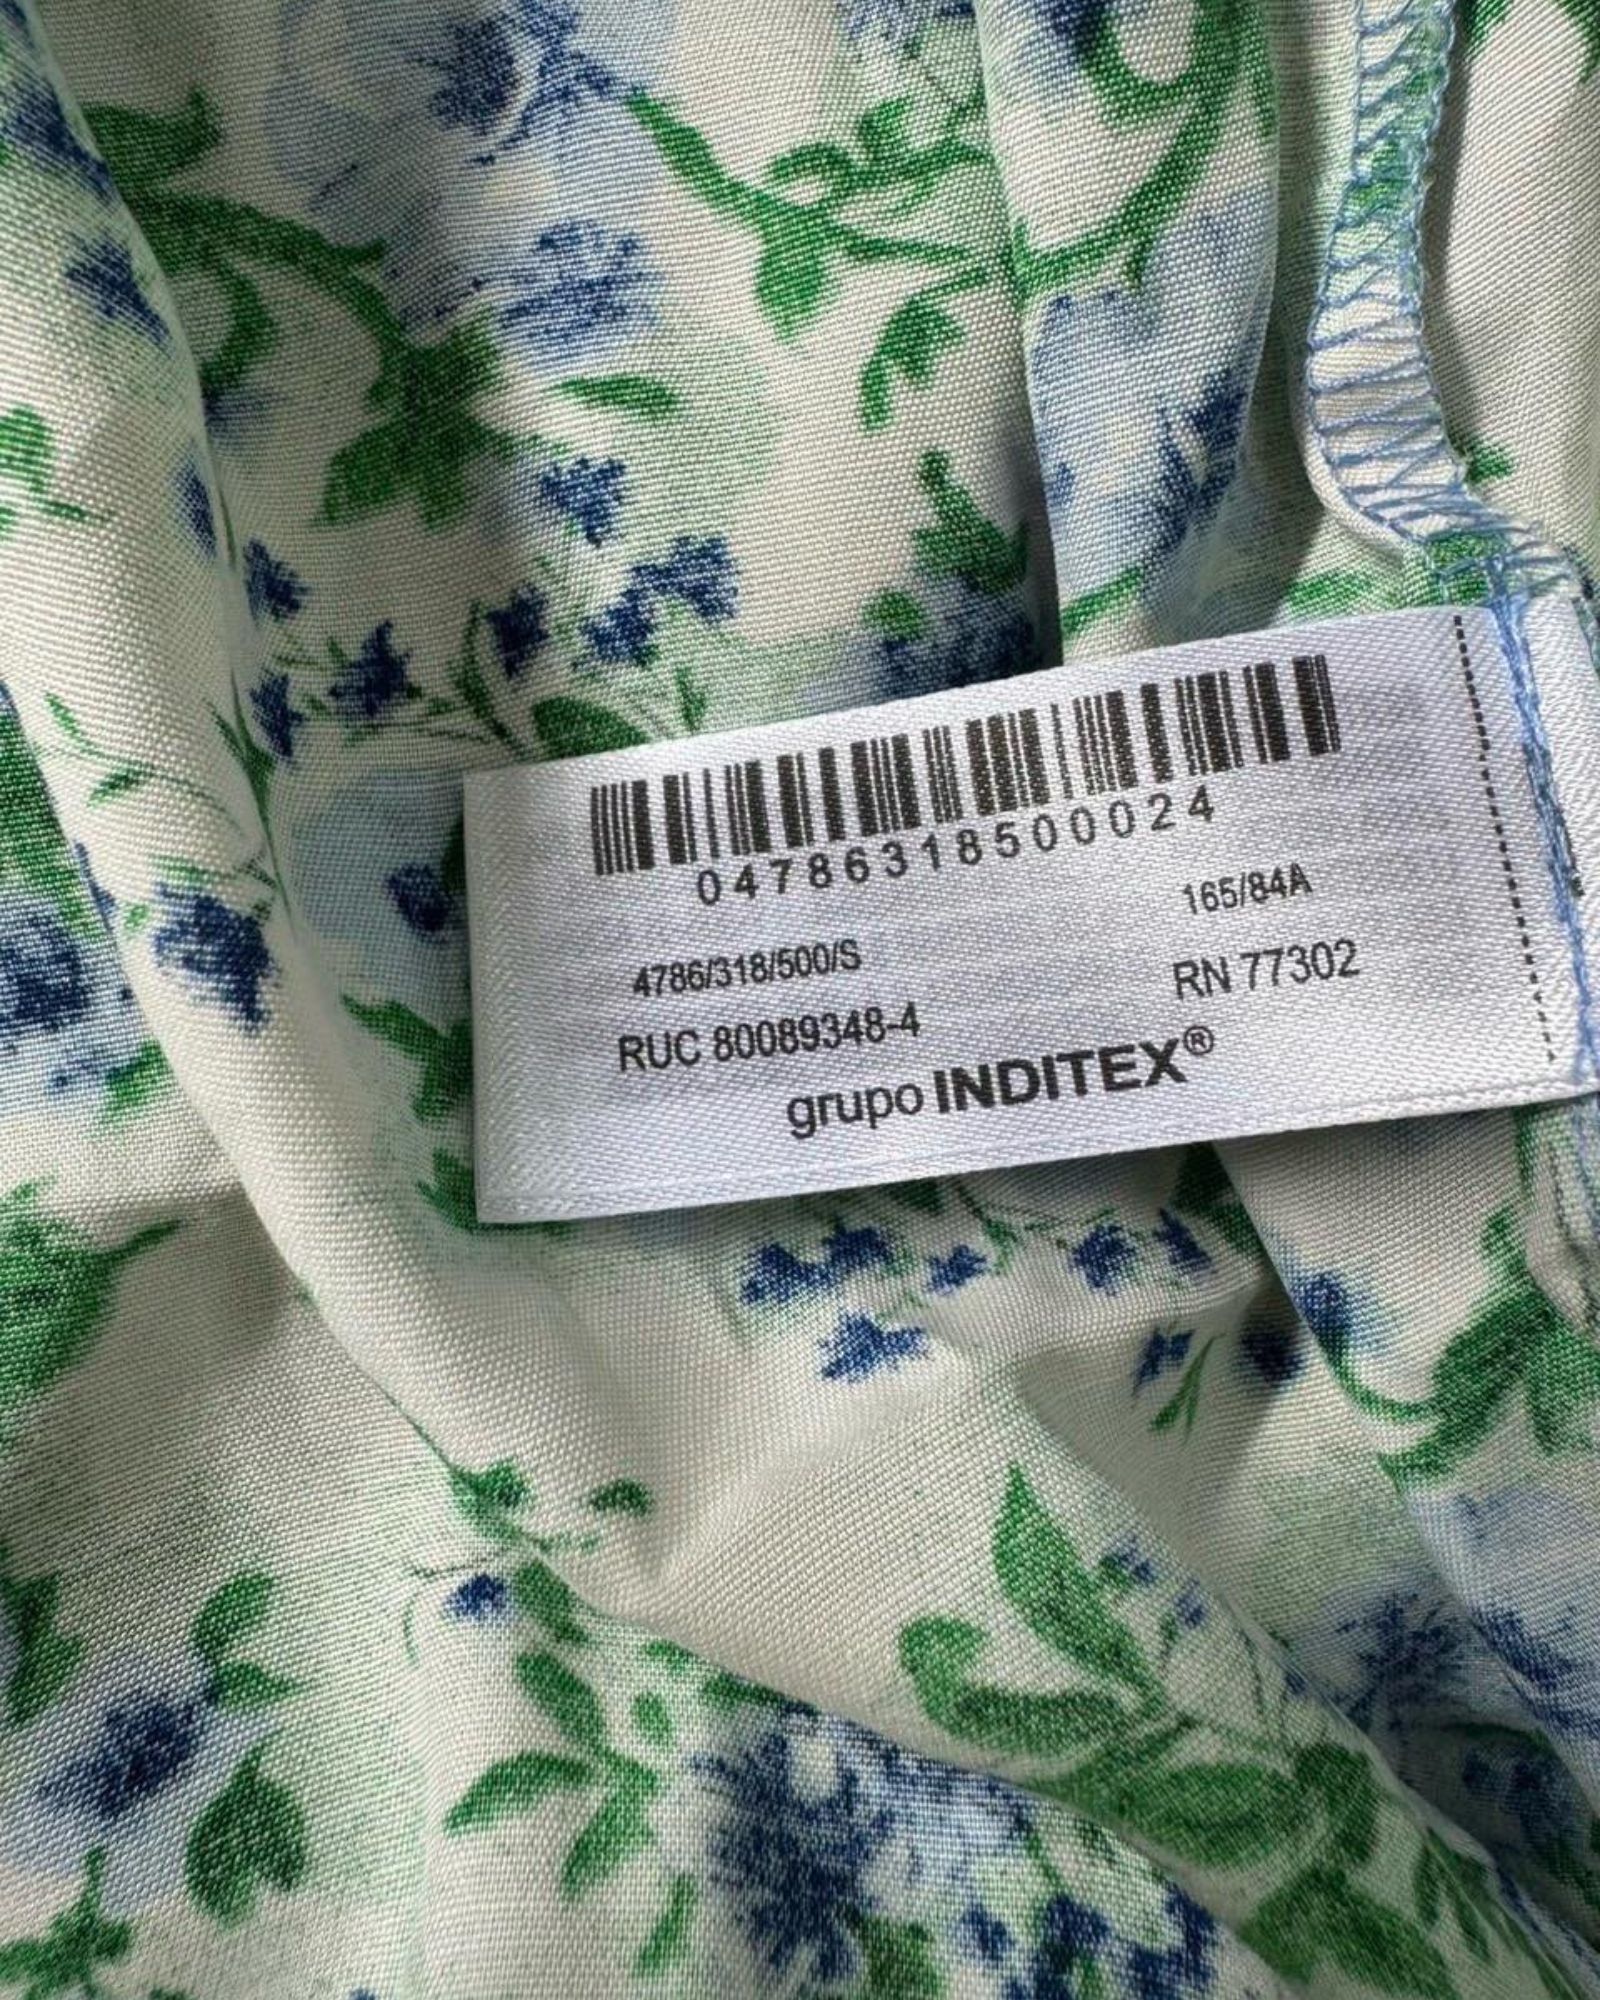 04786318500024
165/84A
4786/318/500/S
RN 77302
RUC 80089348-4
grupo INDITEX®